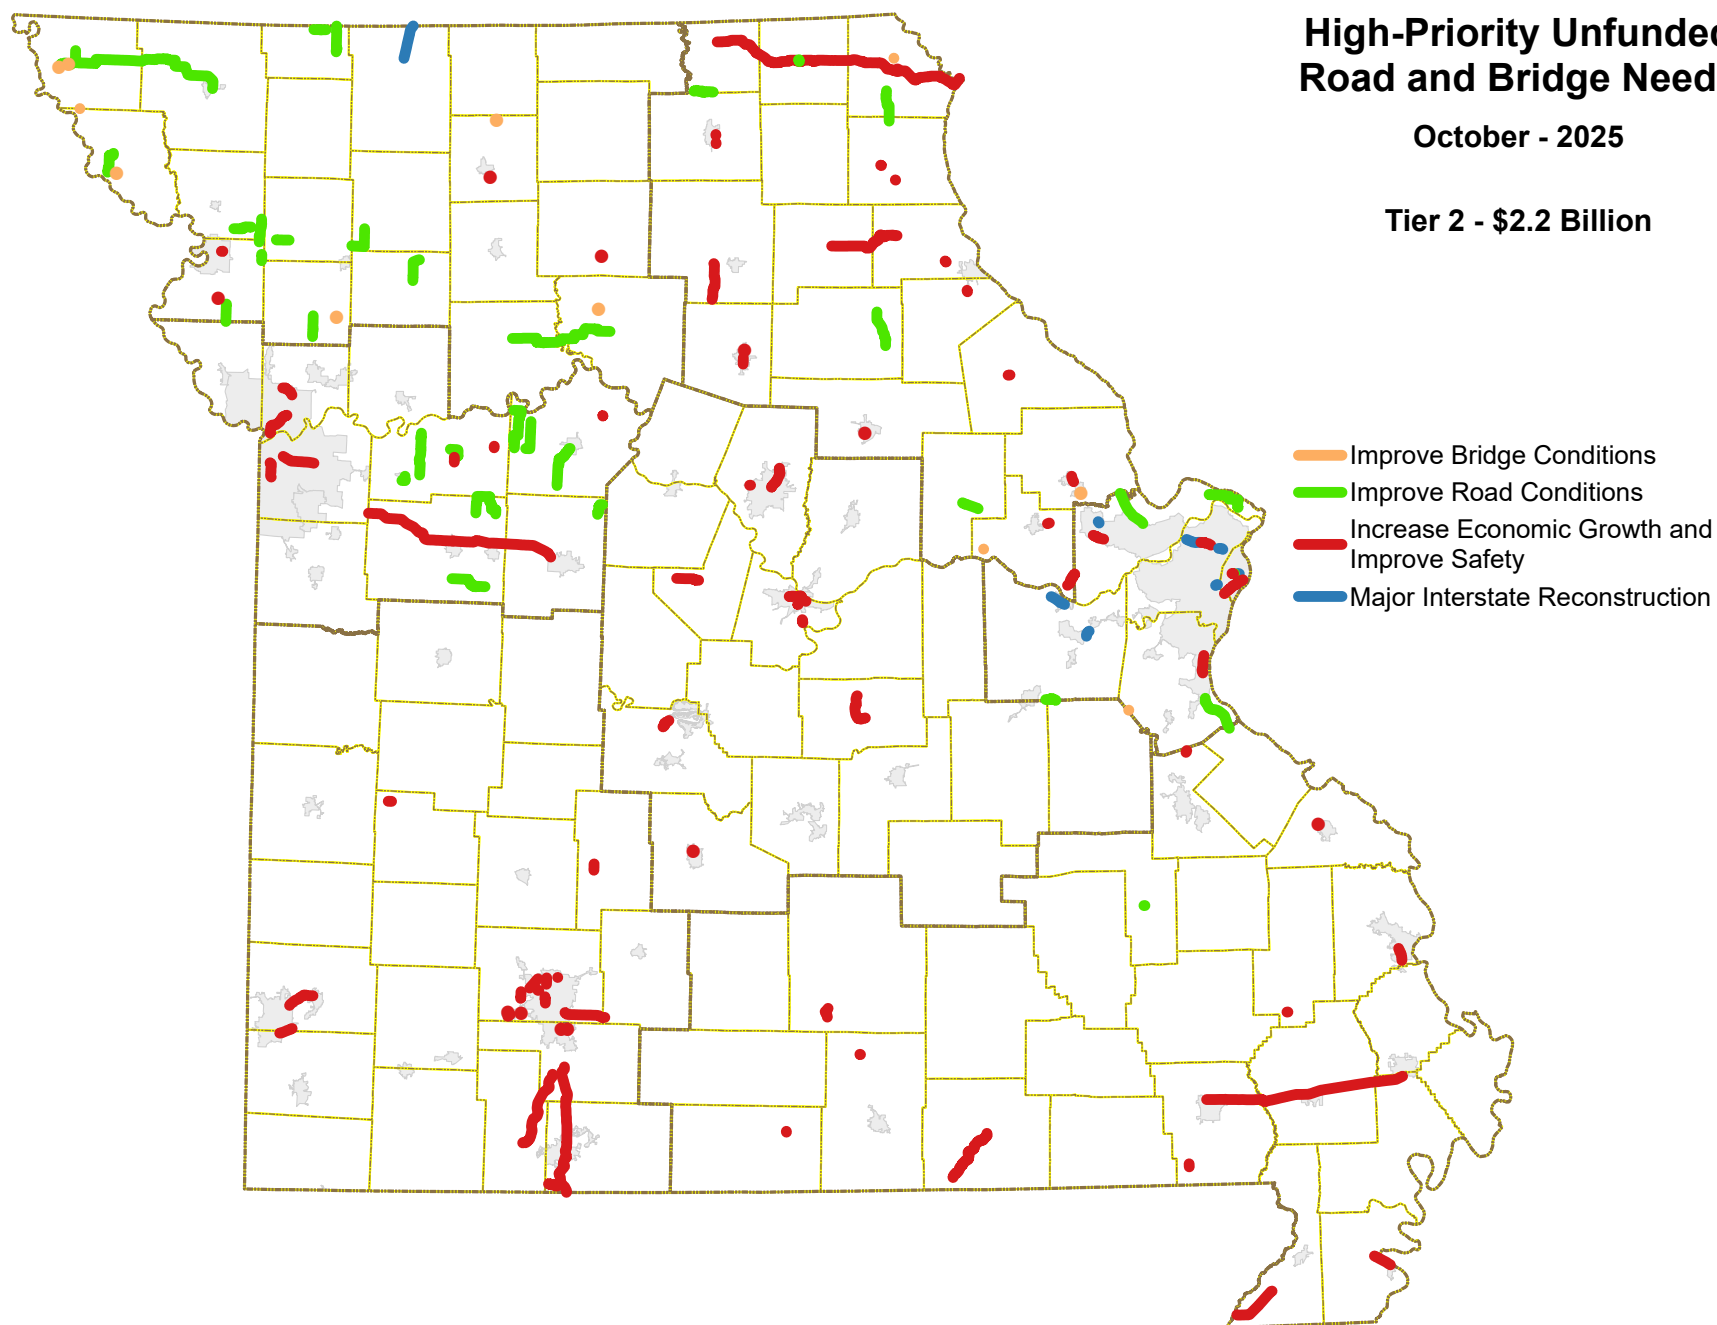 High-Priority Unfunded
Road and Bridge Need
October - 2025
Tier 2 - $2.2 Billion
Improve Bridge Conditions
Improve Road Conditions
Increase Economic Growth and
Improve Safety
Major Interstate Reconstruction